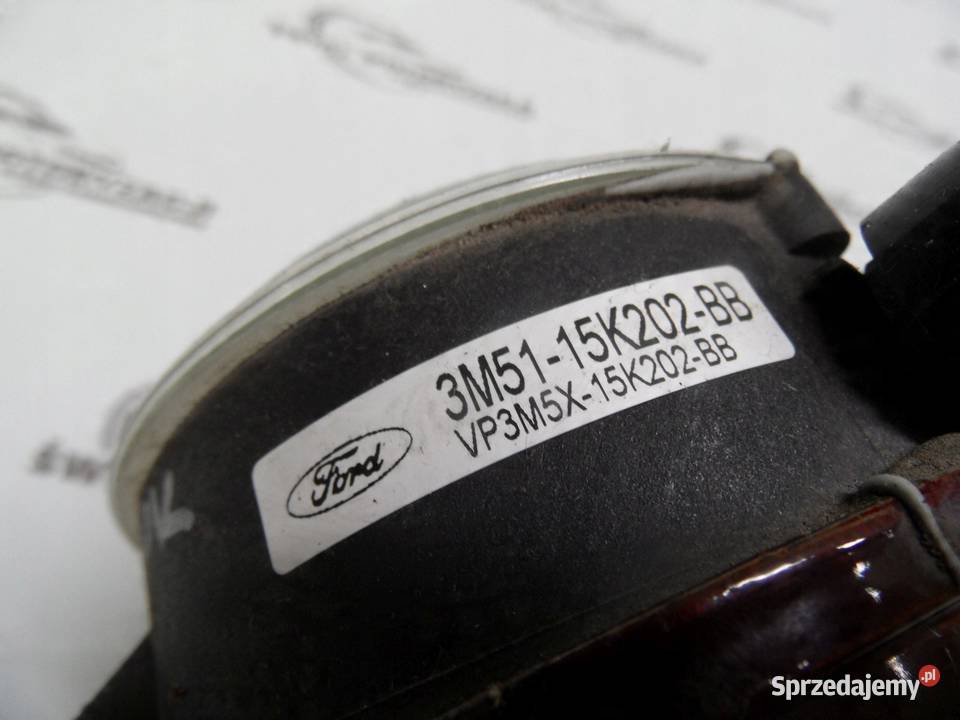 3M51-15K202-BB
VP3M5X-15K202-BB
Ford
Sprzedajemy.pl